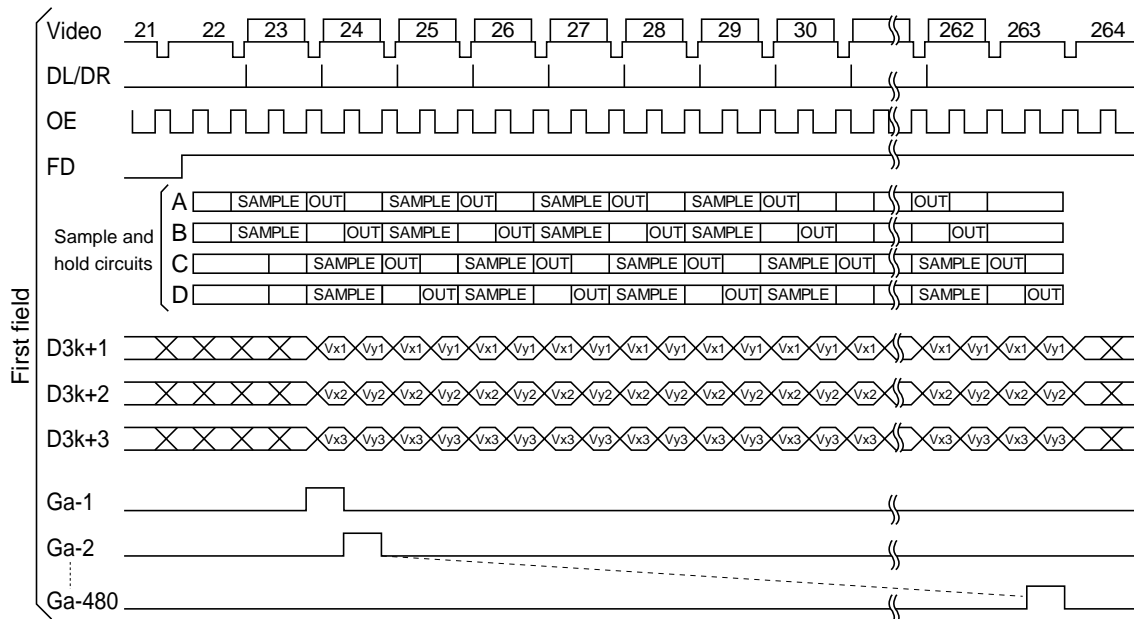 First field
Video 21 22 23 24 25 26 27 28 29 30 262 263 264
DL/DR
OE
FD
Sample and
hold circuits
A SAMPLE OUT SAMPLE OUT SAMPLE OUT SAMPLE OUT OUT
B SAMPLE OUT SAMPLE OUT SAMPLE OUT SAMPLE OUT OUT
C SAMPLE OUT SAMPLE OUT SAMPLE OUT SAMPLE OUT SAMPLE OUT
D SAMPLE OUT SAMPLE OUT SAMPLE OUT SAMPLE SAMPLE OUT
D3k+1 Vx1 Vy1 Vx1 Vy1 Vx1 Vy1 Vx1 Vy1 Vx1 Vy1 Vx1 Vy1 Vx1 Vy1 Vx1 Vx1 Vy1 Vx1 Vy1
D3k+2 Vx2 Vy2 Vx2 Vy2 Vx2 Vy2 Vx2 Vy2 Vx2 Vy2 Vx2 Vy2 Vx2 Vy2 Vx2 Vx2 Vy2 Vx2 Vy2
D3k+3 Vx3 Vy3 Vx3 Vy3 Vx3 Vy3 Vx3 Vy3 Vx3 Vy3 Vx3 Vy3 Vx3 Vy3 Vx3 Vx3 Vy3 Vx3 Vy3
Ga-1
Ga-2
Ga-480